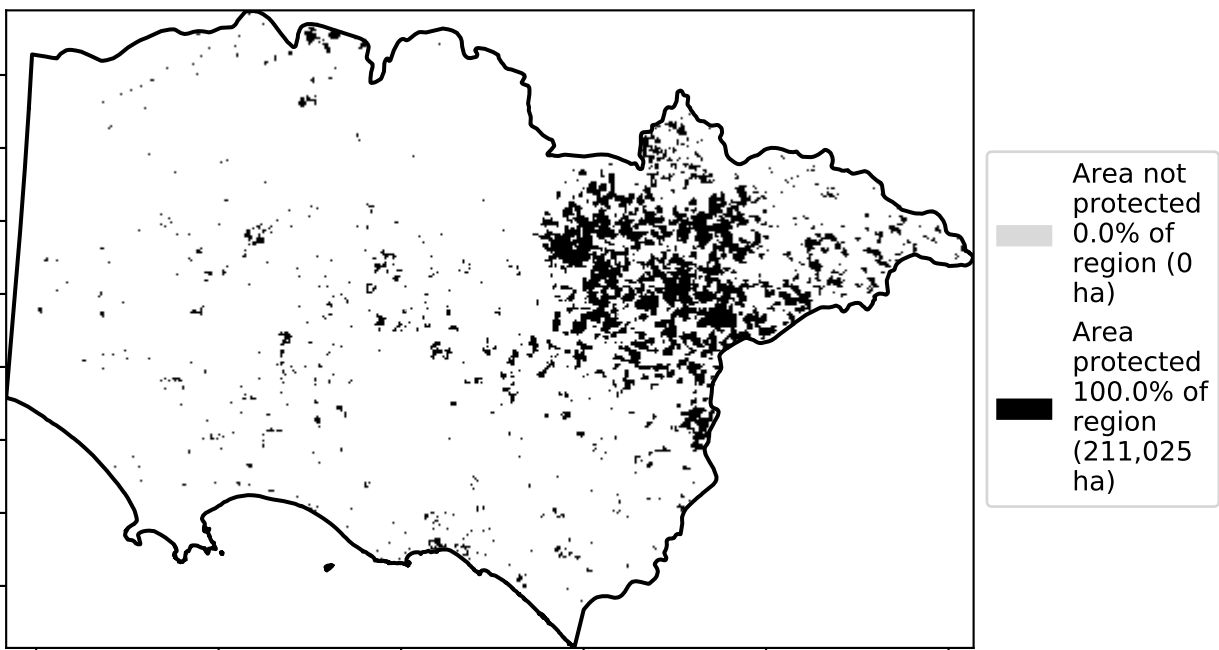 Area not
protected
0.0% of
region (0
ha)
Area
protected
100.0% of
region
(211,025
ha)